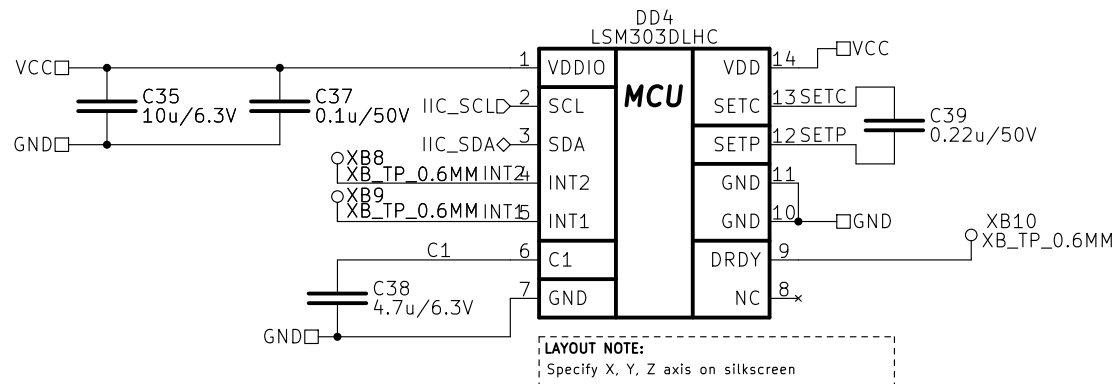 DD4
LSM303DLHC
VCC
1
VDDIO
MCU
VDD
14
VCC
C35
10u/6.3V
C37
0.1u/50V
IIC_SCL
2
SCL
SETC
13
SETC
C39
0.22u/50V
GND
IIC_SDA
3
SDA
SETP
12
SETP
XB8
XB_TP_0.6MM
INT2
4
INT2
GND
11
XB9
XB_TP_0.6MM
INT1
5
INT1
GND
10
GND
XB10
XB_TP_0.6MM
C1
6
C1
DRDY
9
C38
4.7u/6.3V
7
GND
NC
8
GND
LAYOUT NOTE:
Specify X, Y, Z axis on silkscreen